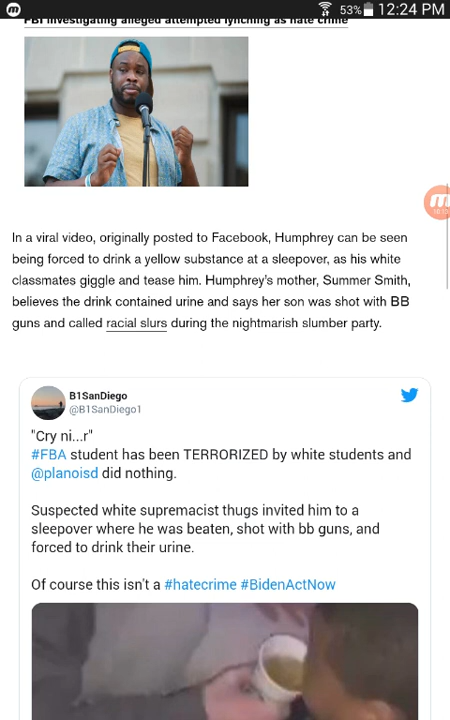 53% 12:24 PM
FBI investigating alleged attempted lynching as hate crime
In a viral video, originally posted to Facebook, Humphrey can be seen
being forced to drink a yellow substance at a sleepover, as his white
classmates giggle and tease him. Humphrey's mother, Summer Smith,
believes the drink contained urine and says her son was shot with BB
guns and called racial slurs during the nightmarish slumber party.
B1SanDiego
@B1SanDiego1
"Cry ni...r"
#FBA student has been TERRORIZED by white students and
@planoisd did nothing.
Suspected white supremacist thugs invited him to a
sleepover where he was beaten, shot with bb guns, and
forced to drink their urine.
Of course this isn't a #hatecrime #BidenActNow